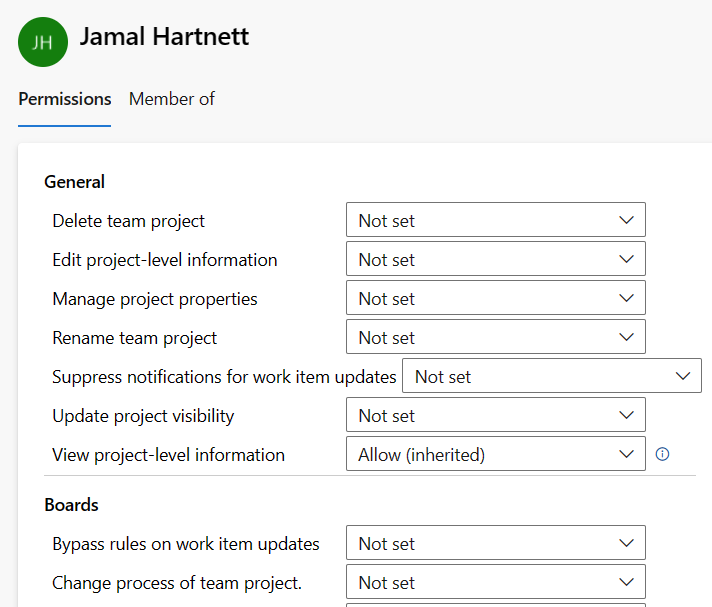 JH Jamal Hartnett
Permissions Member of
General
Delete team project Not set
Edit project-level information Not set
Manage project properties Not set
Rename team project Not set
Suppress notifications for work item updates Not set
Update project visibility Not set
View project-level information Allow (inherited)
Boards
Bypass rules on work item updates Not set
Change process of team project. Not set